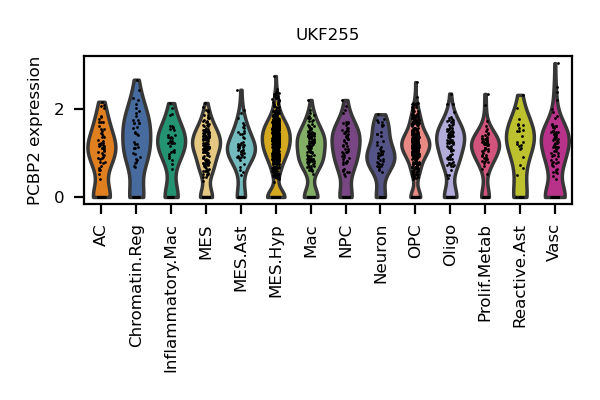 UKF255
PCBP2 expression
2
0
AC
Chromatin.Reg
Inflammatory.Mac
MES
MES.Ast
MES.Hyp
Mac
NPC
Neuron
OPC
Oligo
Prolif.Metab
Reactive.Ast
Vasc